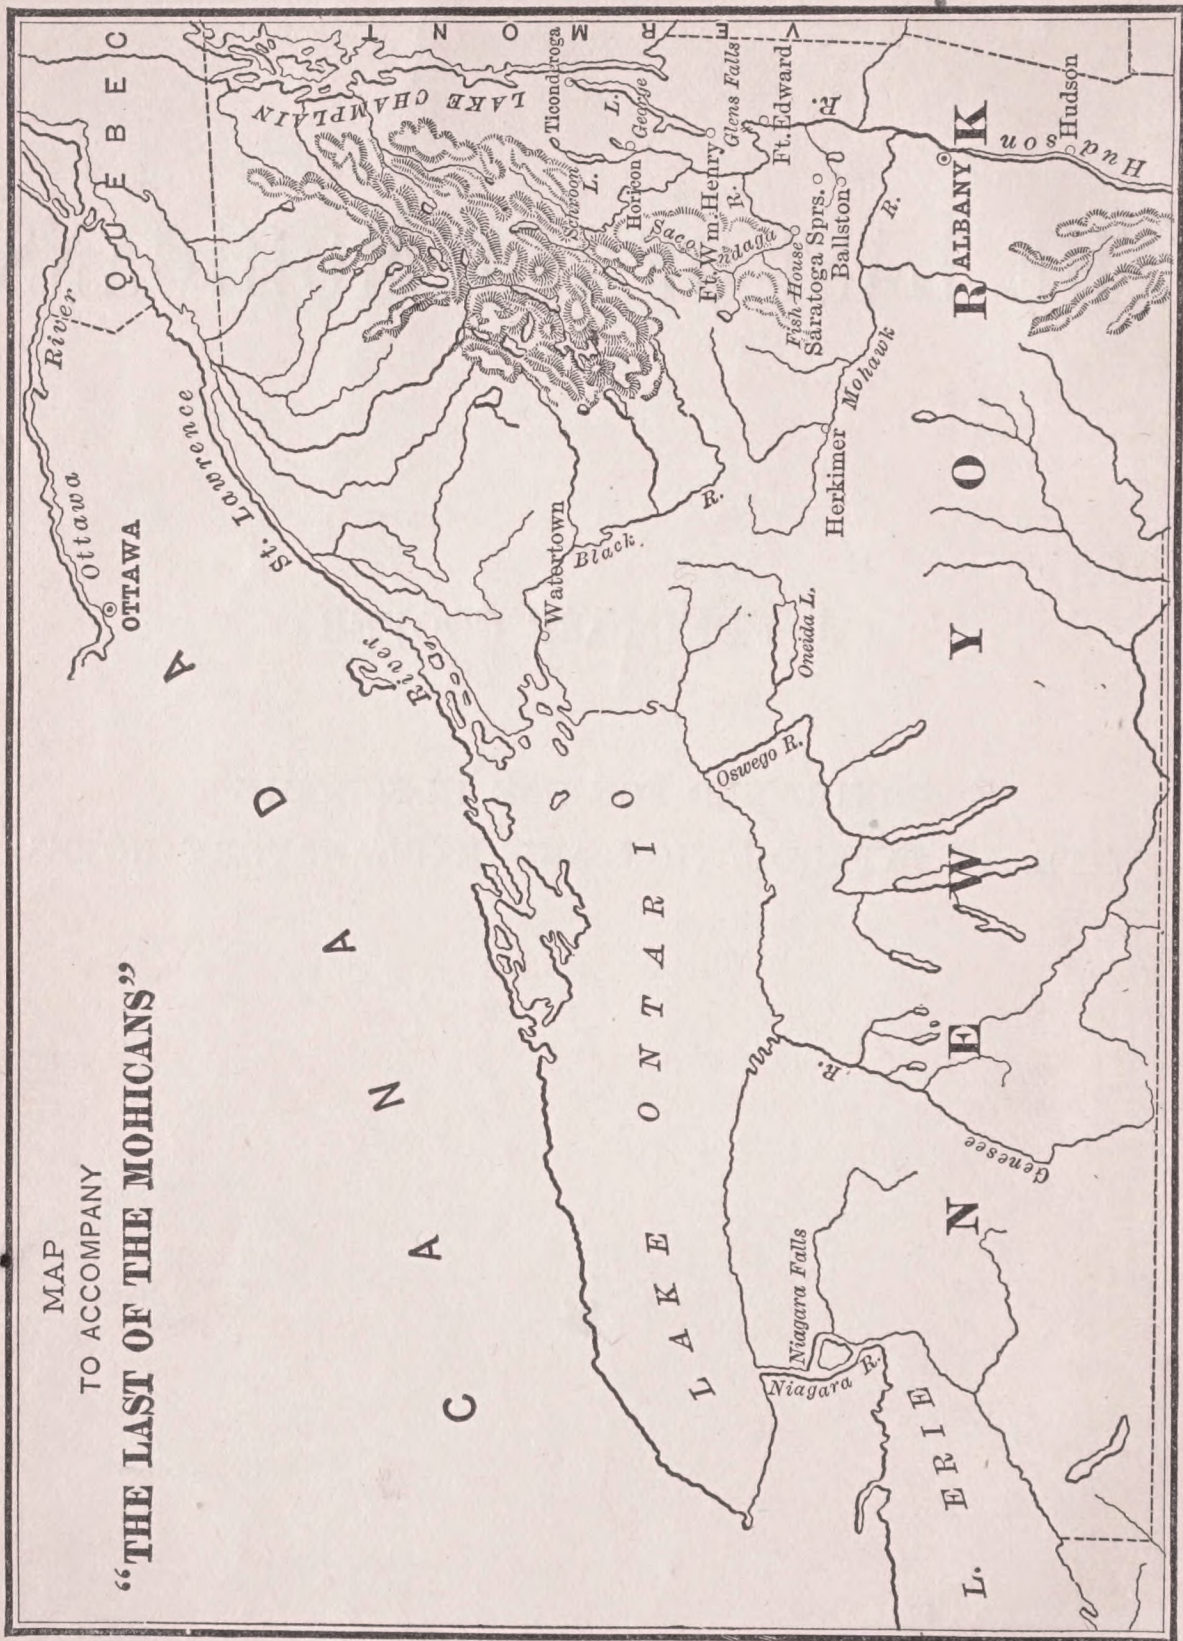 MAP
TO ACCOMPANY
“THE LAST OF THE MOHICANS”
CANADA
QUEBEC
VERMONT
NEW YORK
Ottawa River
OTTAWA
St. Lawrence River
LAKE CHAMPLAIN
Ticonderoga
L. George
Schroon L.
Horicon
Glens Falls
Ft. Wm. Henry
Ft. Edward
Sacondaga R.
Fish House
Saratoga Sprs.
Ballston
Hudson R.
Hudson
ALBANY
Mohawk R.
Herkimer
Watertown
Black R.
Oneida L.
Oswego R.
LAKE ONTARIO
Genesee R.
Niagara Falls
Niagara R.
L. ERIE